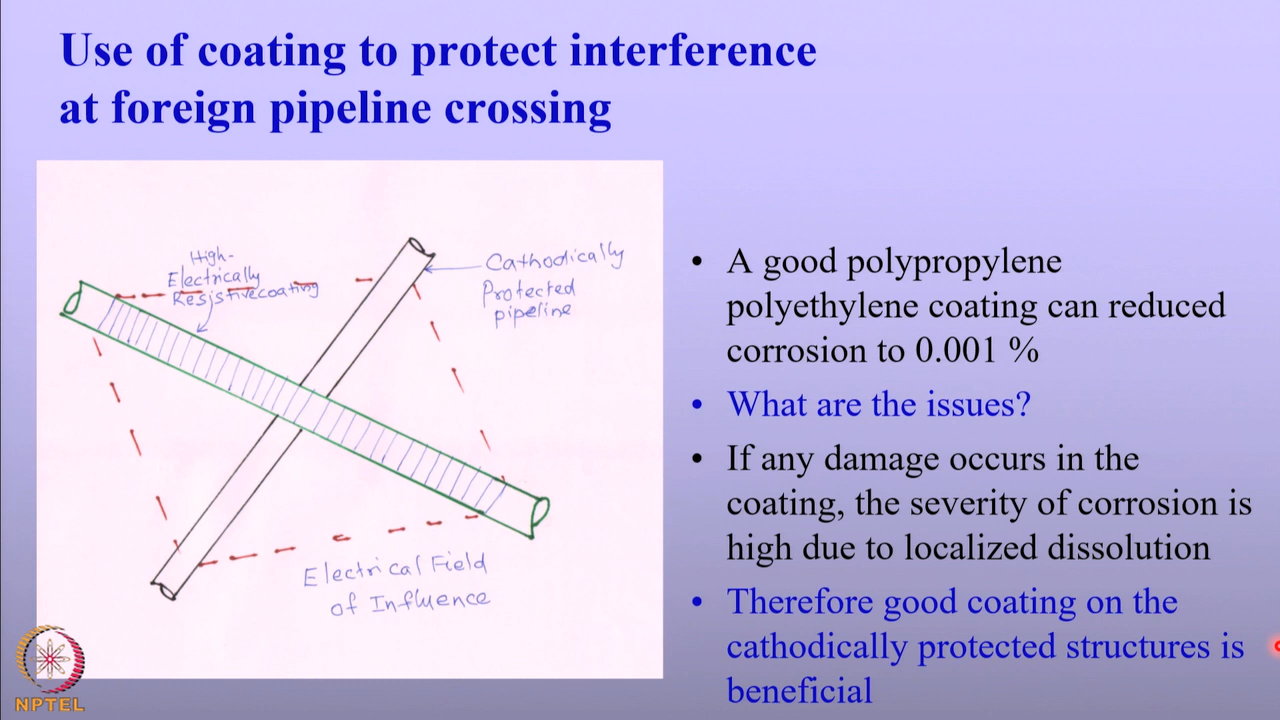 Use of coating to protect interference
at foreign pipeline crossing
High-
Electrically
Resistivecoating
Cathodically
Protected
pipeline
Electrical Field
of Influence
• A good polypropylene
polyethylene coating can reduced
corrosion to 0.001 %
• What are the issues?
• If any damage occurs in the
coating, the severity of corrosion is
high due to localized dissolution
• Therefore good coating on the
cathodically protected structures is
beneficial
NPTEL